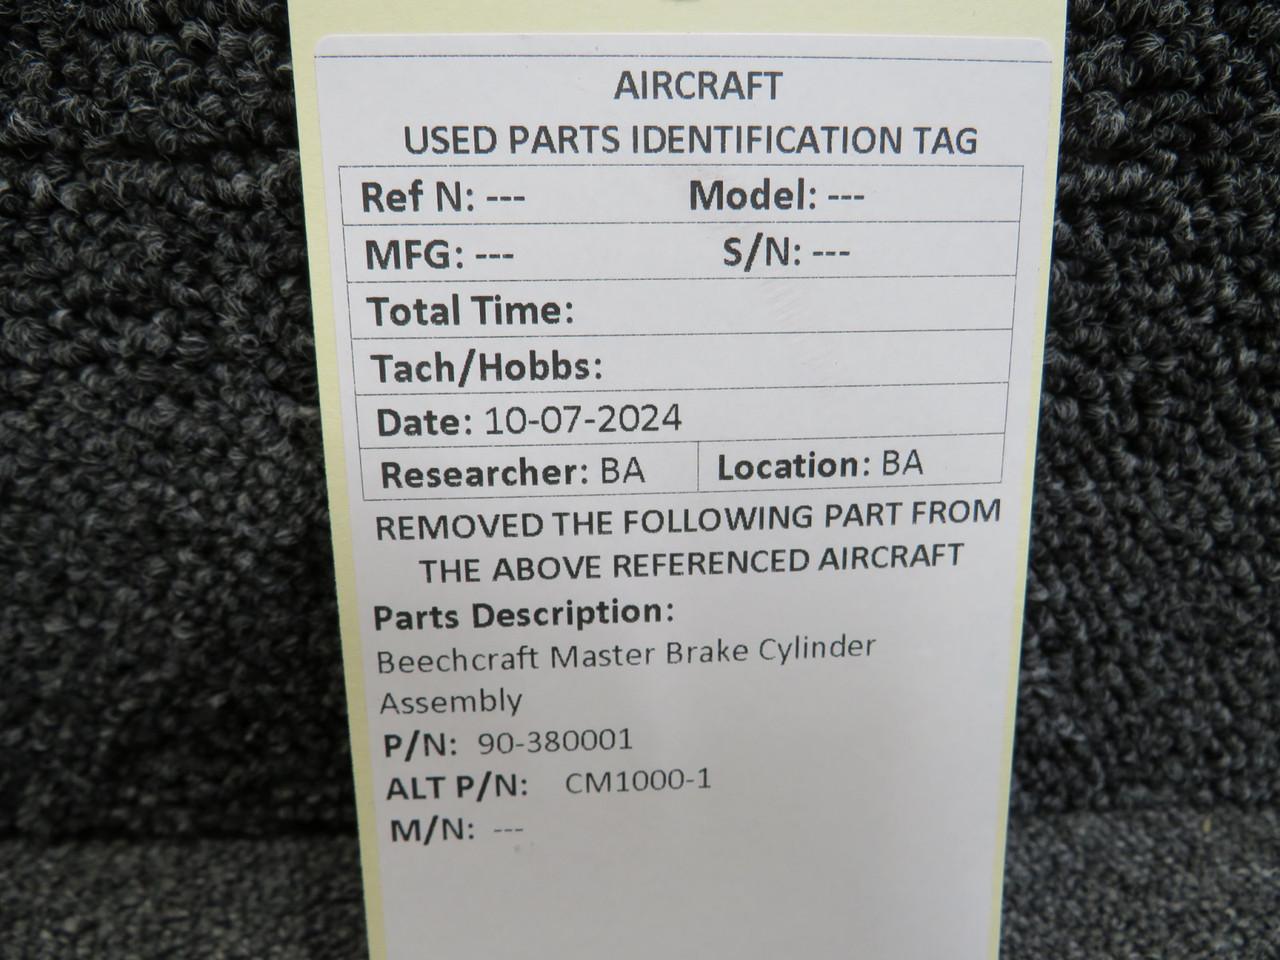 AIRCRAFT
USED PARTS IDENTIFICATION TAG
Ref N: --- Model: ---
MFG: --- S/N: ---
Total Time:
Tach/Hobbs:
Date: 10-07-2024
Researcher: BA Location: BA
REMOVED THE FOLLOWING PART FROM
THE ABOVE REFERENCED AIRCRAFT
Parts Description:
Beechcraft Master Brake Cylinder
Assembly
P/N: 90-380001
ALT P/N: CM1000-1
M/N: ---